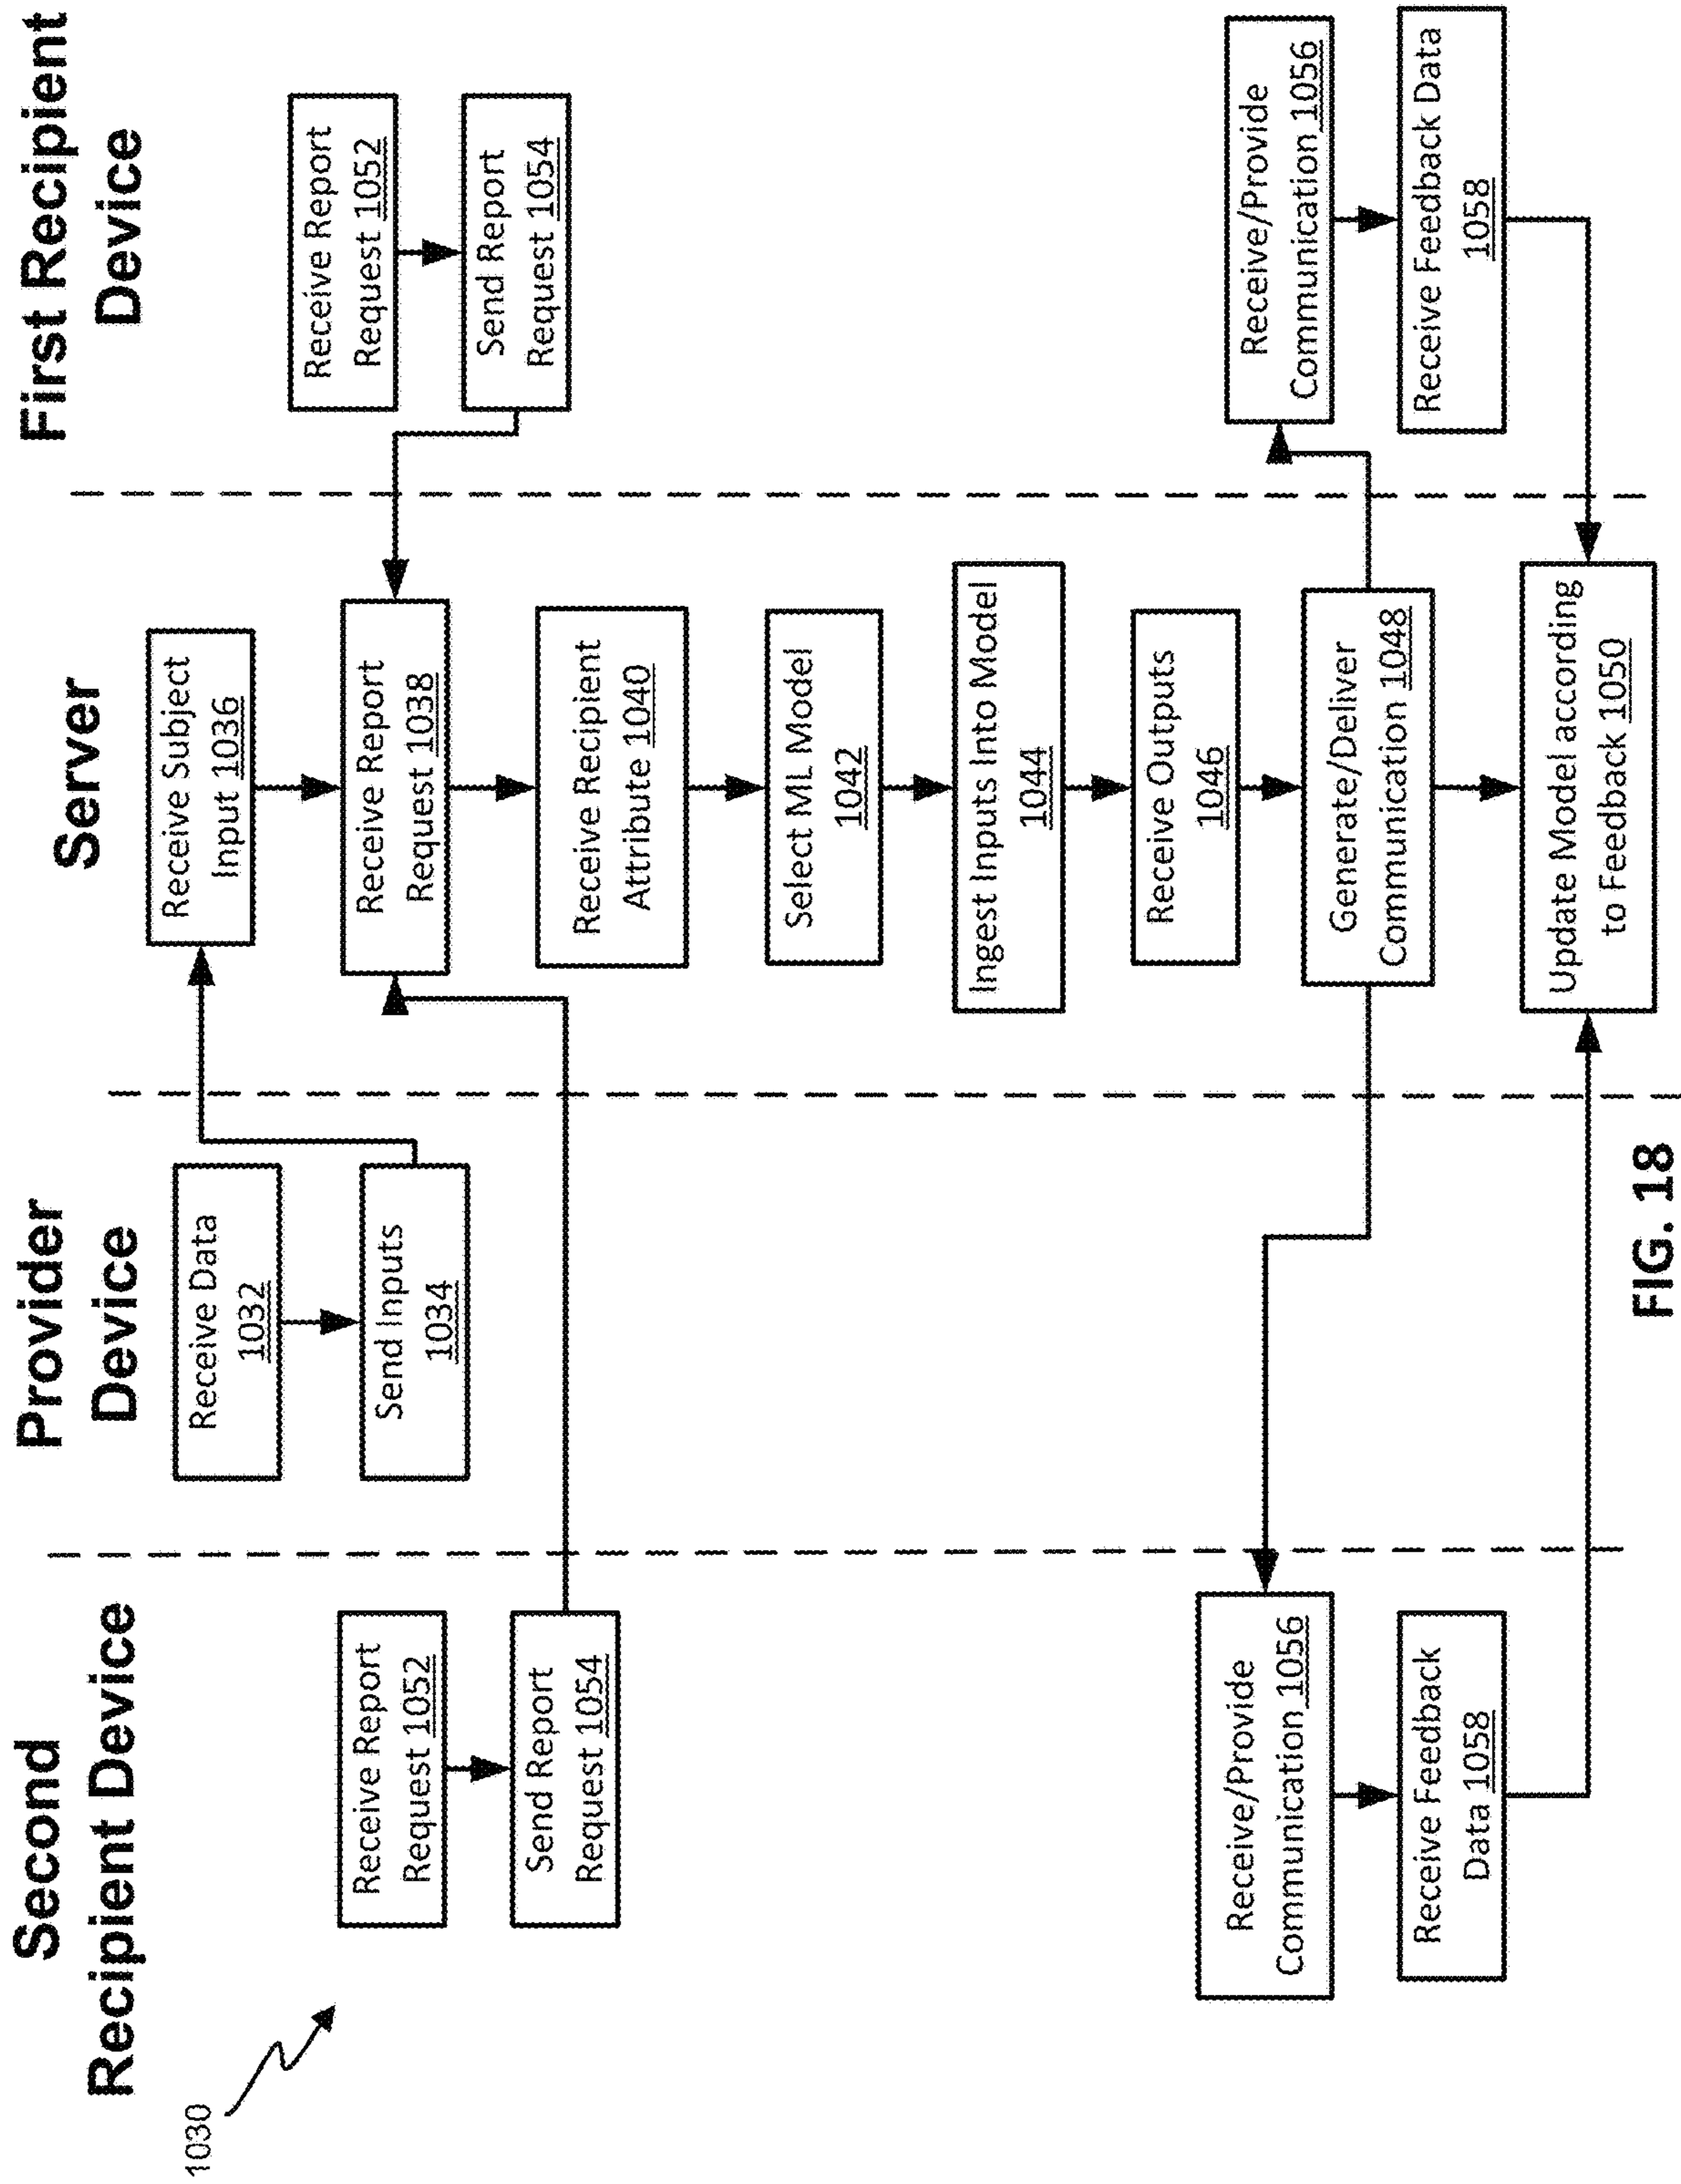 1030
Second
Recipient Device
Receive Report
Request 1052
Send Report
Request 1054
Receive/Provide
Communication 1056
Receive Feedback
Data 1058
Provider
Device
Receive Data
1032
Send Inputs
1034
Server
Receive Subject
Input 1036
Receive Report
Request 1038
Receive Recipient
Attribute 1040
Select ML Model
1042
Ingest Inputs Into Model
1044
Receive Outputs
1046
Generate/Deliver
Communication 1048
Update Model according
to Feedback 1050
First Recipient
Device
Receive Report
Request 1052
Send Report
Request 1054
Receive/Provide
Communication 1056
Receive Feedback Data
1058
FIG. 18